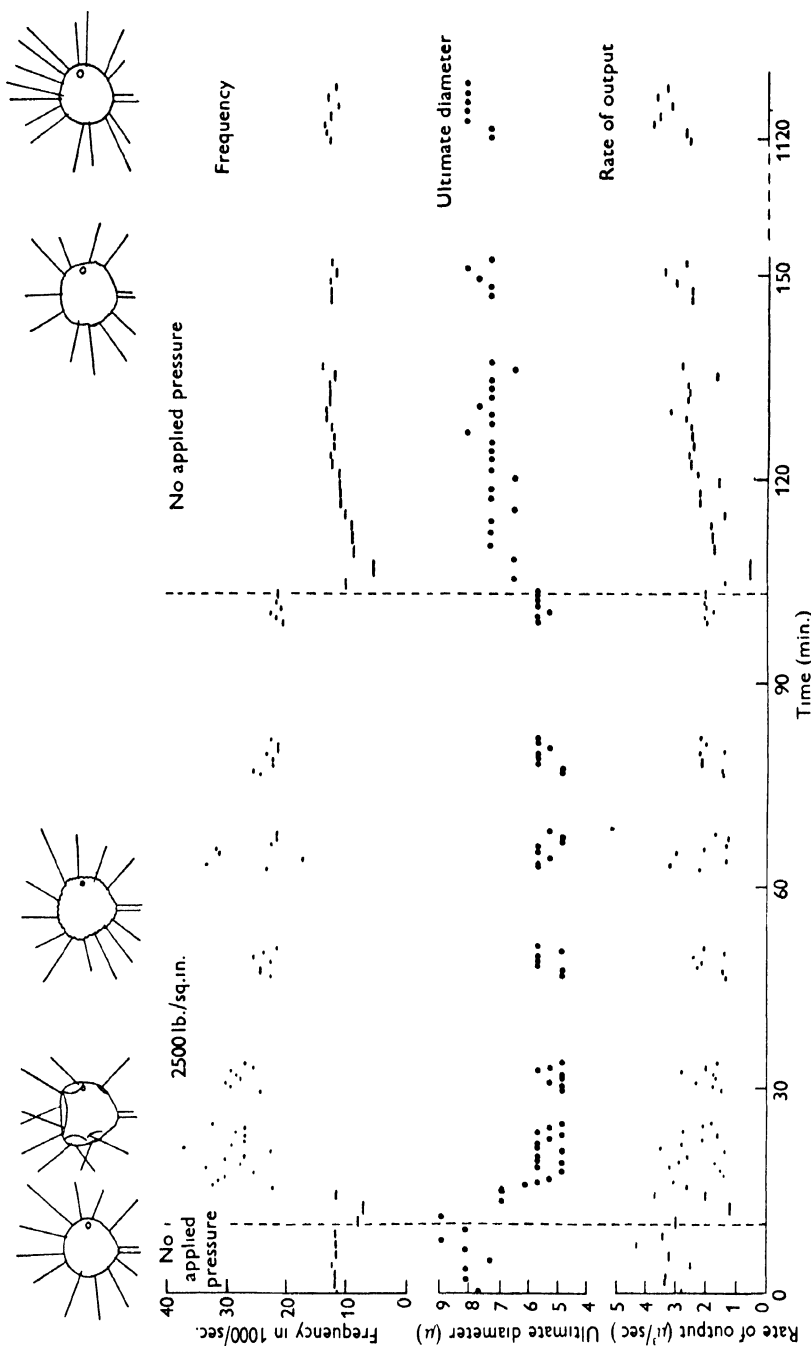 No
applied
pressure
2500 lb./sq.in.
No applied pressure
Frequency
Ultimate diameter
Rate of output
Frequency in 1000/sec.
40
30
20
10
0
Ultimate diameter (μ)
9
8
7
6
5
4
Rate of output (μ³/sec)
5
4
3
2
1
0
0
30
60
90
120
150
1120
Time (min.)